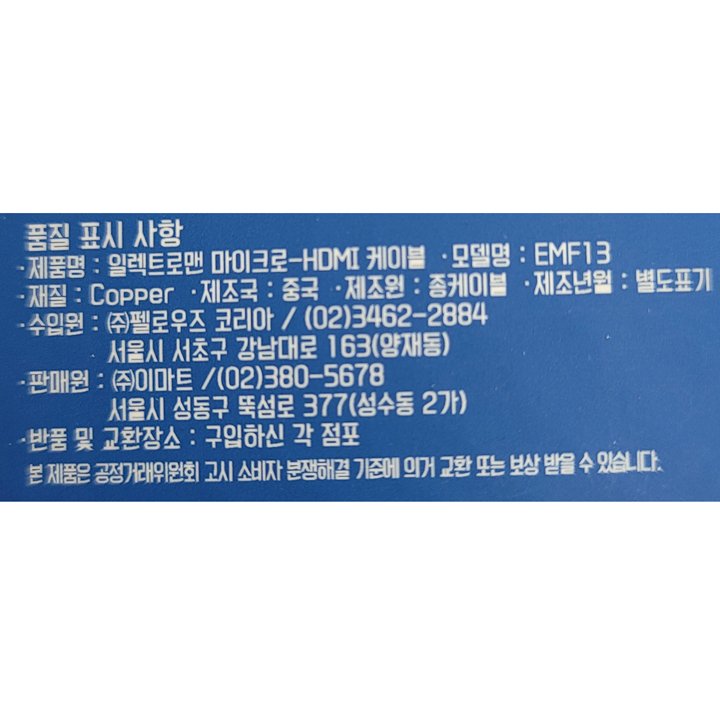 품질 표시 사항
·제품명 : 일렉트로맨 마이크로-HDMI 케이블 ·모델명 : EMF13
·재질 : Copper ·제조국 : 중국 ·제조원 : 중케이블 ·제조년월 : 별도표기
·수입원 : ㈜펠로우즈 코리아 / (02)3462-2884
서울시 서초구 강남대로 163(양재동)
·판매원 : ㈜이마트 /(02)380-5678
서울시 성동구 뚝섬로 377(성수동 2가)
·반품 및 교환장소 : 구입하신 각 점포
본 제품은 공정거래위원회 고시 소비자 분쟁해결 기준에 의거 교환 또는 보상 받을 수 있습니다.